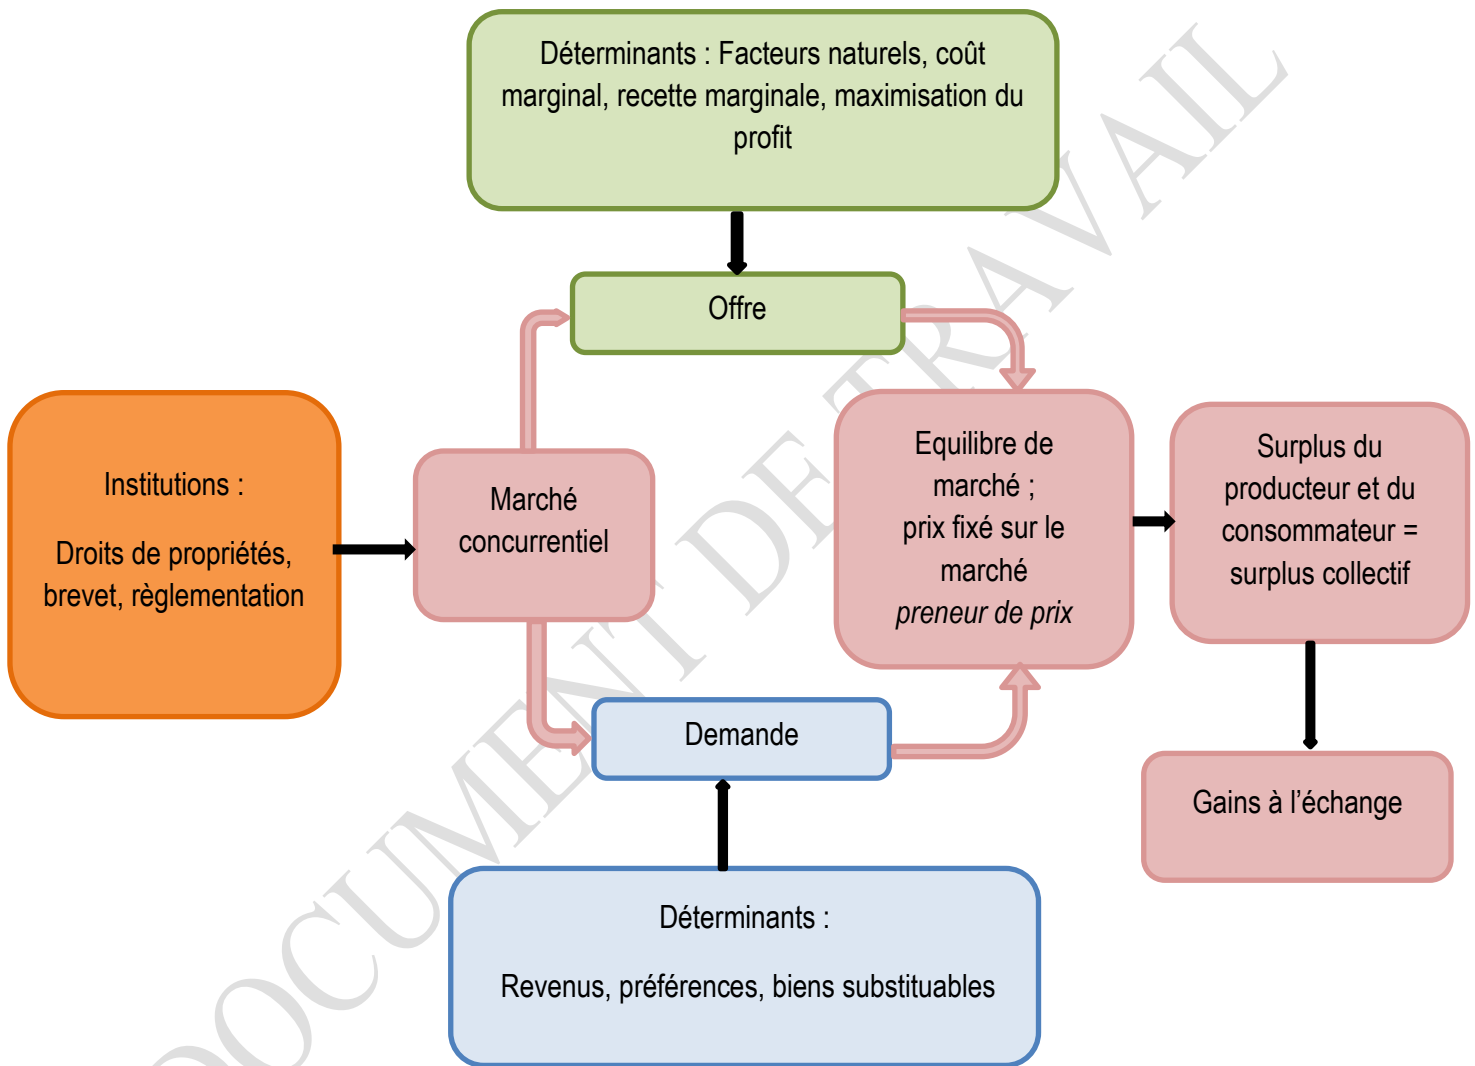 Déterminants : Facteurs naturels, coût
marginal, recette marginale, maximisation du
profit
Offre
Institutions :
Droits de propriétés,
brevet, règlementation
Marché
concurrentiel
Equilibre de
marché ;
prix fixé sur le
marché
preneur de prix
Surplus du
producteur et du
consommateur =
surplus collectif
Demande
Gains à l’échange
Déterminants :
Revenus, préférences, biens substituables
DOCUMENT DE TRAVAIL